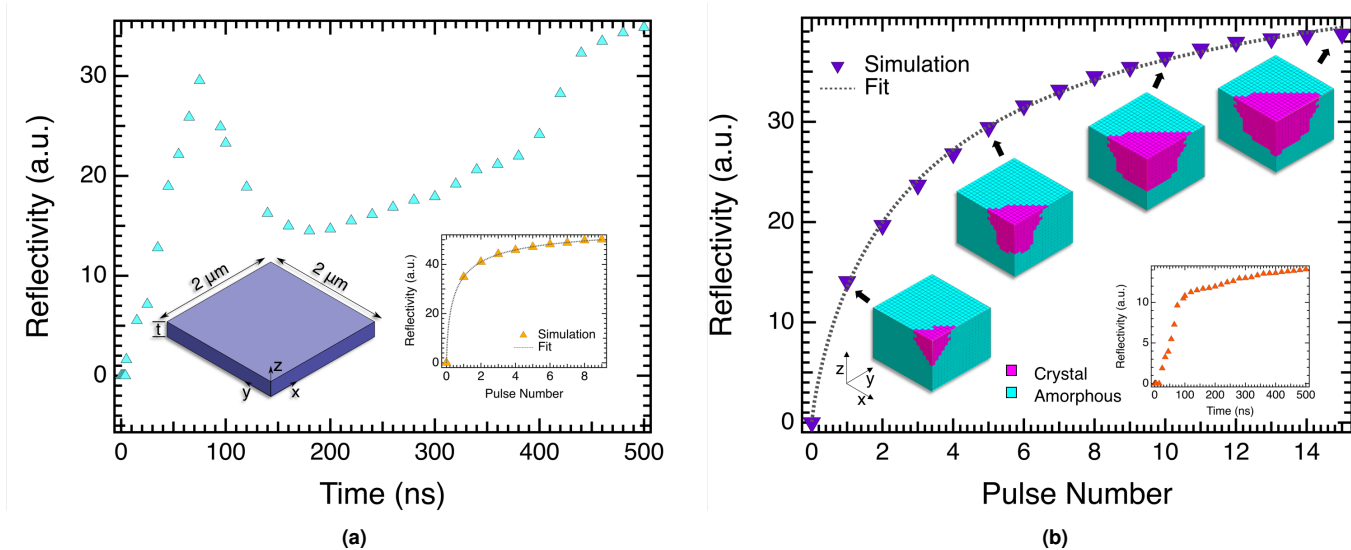 Time (ns)
Reflectivity (a.u.)
0
100
200
300
400
500
30
20
10
0
2 μm
2 μm
t
z
y
x
Reflectivity (a.u.)
40
20
0
Simulation
Fit
0
2
4
6
8
Pulse Number
(a)
Pulse Number
Reflectivity (a.u.)
0
2
4
6
8
10
12
14
40
30
20
10
0
Simulation
Fit
z
y
x
Crystal
Amorphous
Reflectivity (a.u.)
10
5
0
0
100
200
300
400
500
Time (ns)
(b)